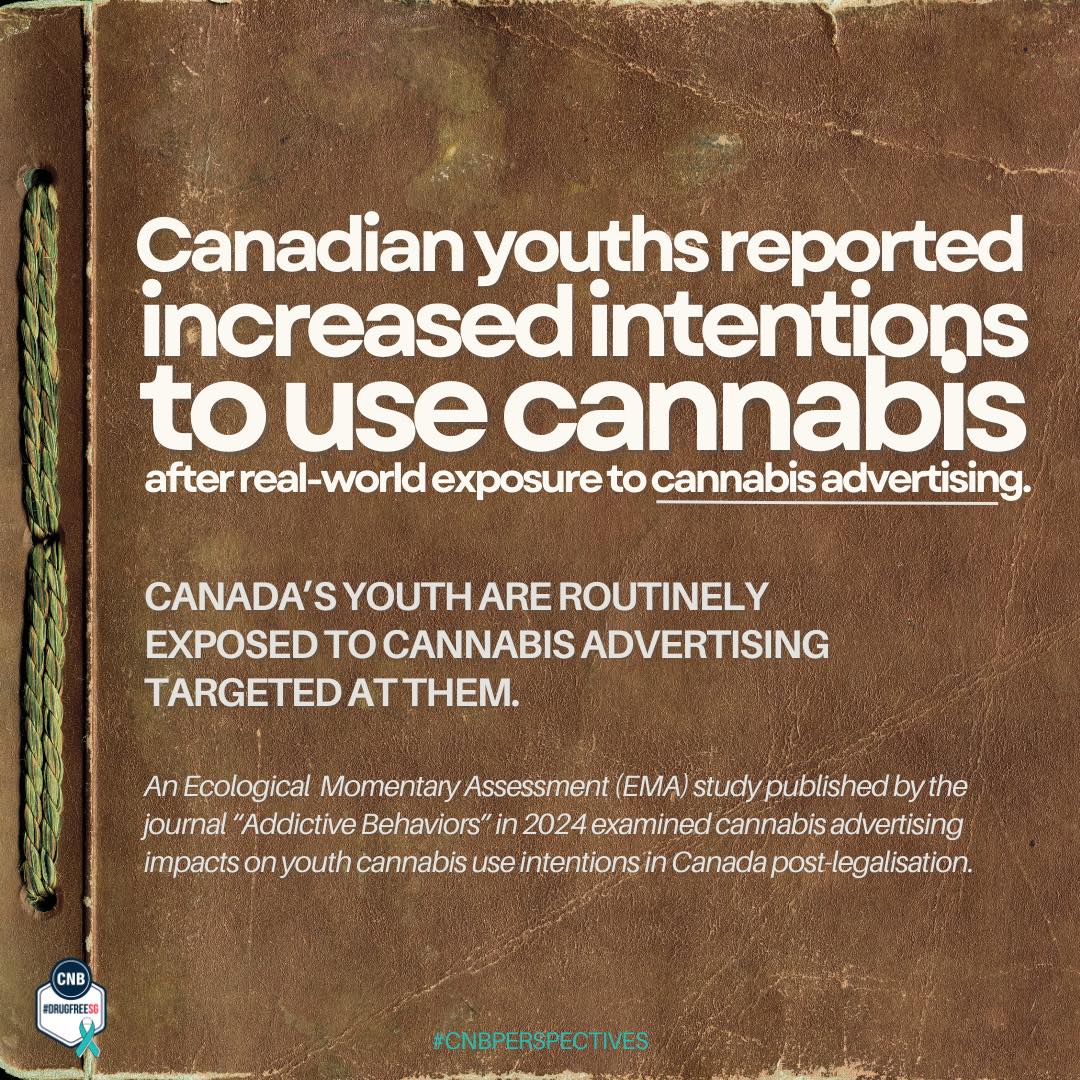 Canadian youths reported
increased intentions
to use cannabis
after real-world exposure to cannabis advertising.
CANADA'S YOUTH ARE ROUTINELY
EXPOSED TO CANNABIS ADVERTISING
TARGETED AT THEM.
An Ecological Momentary Assessment (EMA) study published by the
journal "Addictive Behaviors" in 2024 examined cannabis advertising
impacts on youth cannabis use intentions in Canada post-legalisation.
CNB
#DRUGFREESG
#CNBPERSPECTIVES